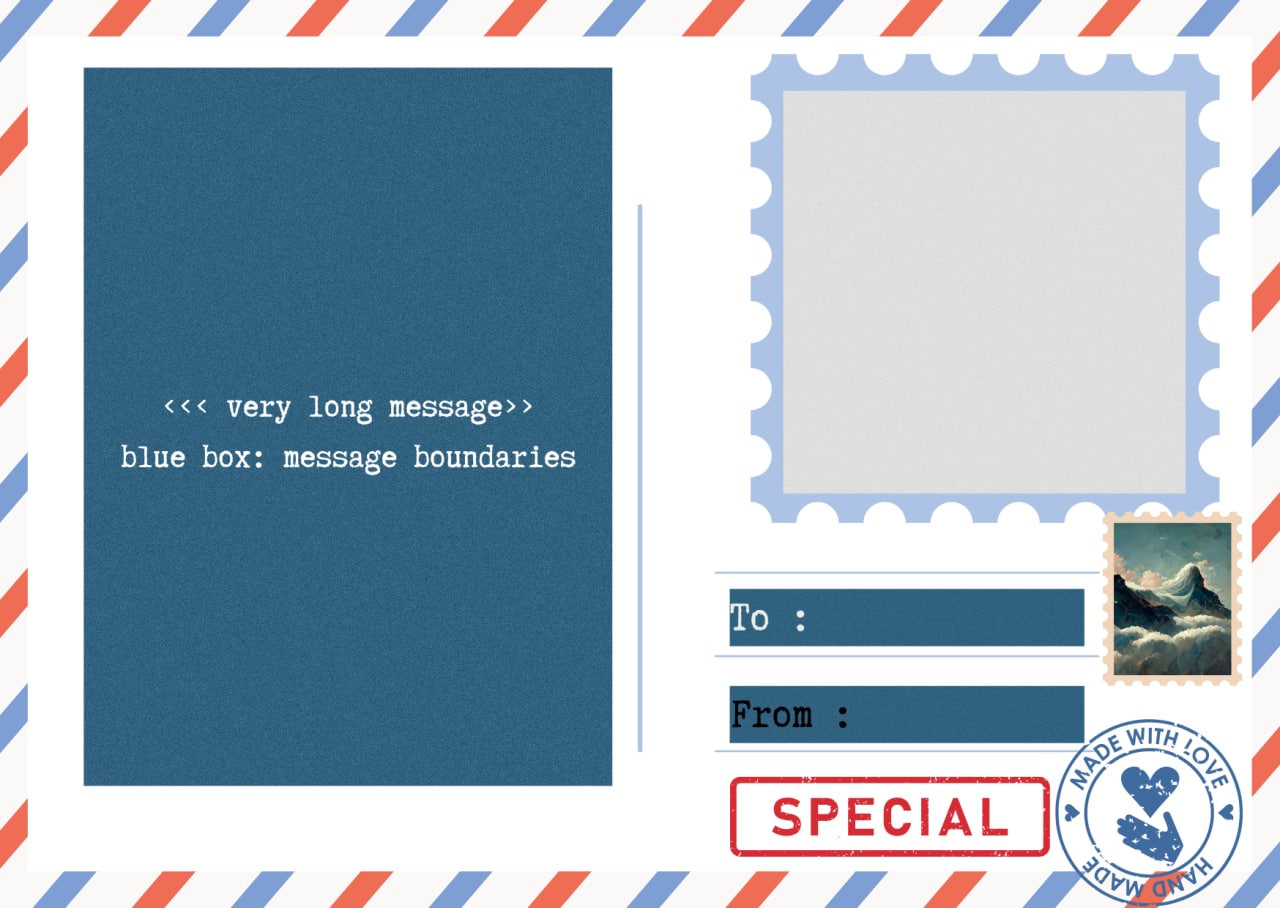 <<< very long message>>
blue box: message boundaries
To :
From :
SPECIAL
MADE WITH LOVE
HAND MADE